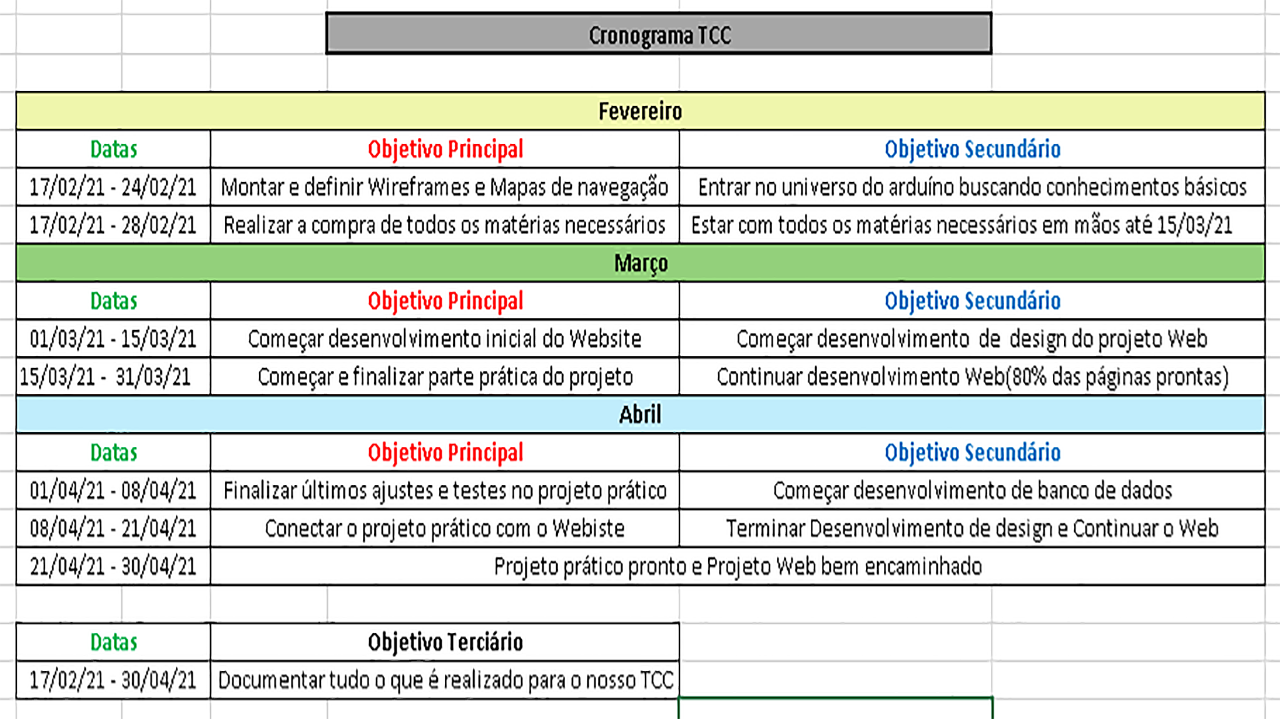 Cronograma TCC
Fevereiro
Datas Objetivo Principal Objetivo Secundário
17/02/21 - 24/02/21 Montar e definir Wireframes e Mapas de navegação Entrar no universo do arduíno buscando conhecimentos básicos
17/02/21 - 28/02/21 Realizar a compra de todos os matérias necessários Estar com todos os matérias necessários em mãos até 15/03/21
Março
Datas Objetivo Principal Objetivo Secundário
01/03/21 - 15/03/21 Começar desenvolvimento inicial do Website Começar desenvolvimento de design do projeto Web
15/03/21 - 31/03/21 Começar e finalizar parte prática do projeto Continuar desenvolvimento Web(80% das páginas prontas)
Abril
Datas Objetivo Principal Objetivo Secundário
01/04/21 - 08/04/21 Finalizar últimos ajustes e testes no projeto prático Começar desenvolvimento de banco de dados
08/04/21 - 21/04/21 Conectar o projeto prático com o Webiste Terminar Desenvolvimento de design e Continuar o Web
21/04/21 - 30/04/21 Projeto prático pronto e Projeto Web bem encaminhado
Datas Objetivo Terciário
17/02/21 - 30/04/21 Documentar tudo o que é realizado para o nosso TCC